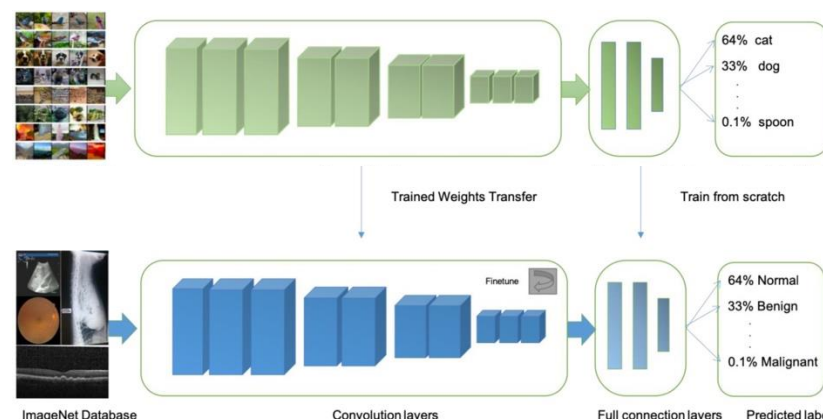 64% cat
33% dog
.
.
.
0.1% spoon
Trained Weights Transfer
Train from scratch
Finetune
64% Normal
33% Benign
.
.
.
0.1% Malignant
ImageNet Database
Convolution layers
Full connection layers
Predicted